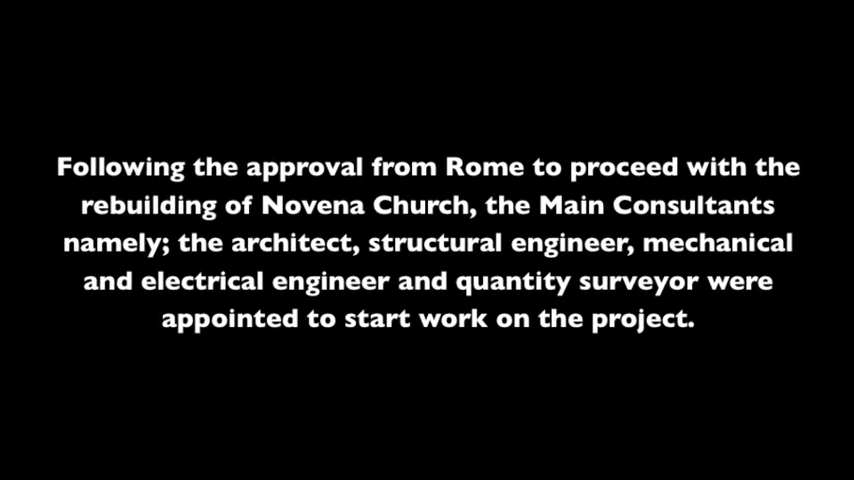 Following the approval from Rome to proceed with the
rebuilding of Novena Church, the Main Consultants
namely; the architect, structural engineer, mechanical
and electrical engineer and quantity surveyor were
appointed to start work on the project.